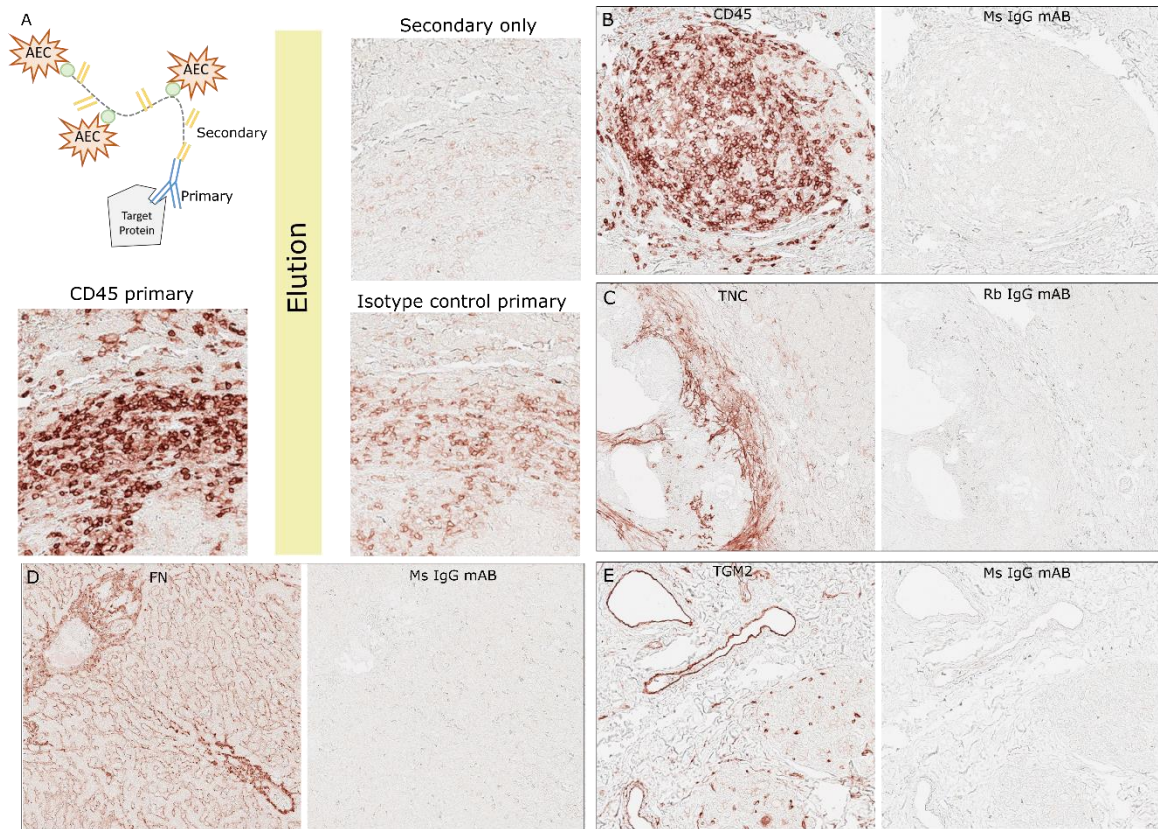 A
AEC
AEC
AEC
Secondary
Primary
Target
Protein
Elution
Secondary only
CD45 primary
Isotype control primary
B
CD45
Ms IgG mAB
C
TNC
Rb IgG mAB
D
FN
Ms IgG mAB
E
TGM2
Ms IgG mAB